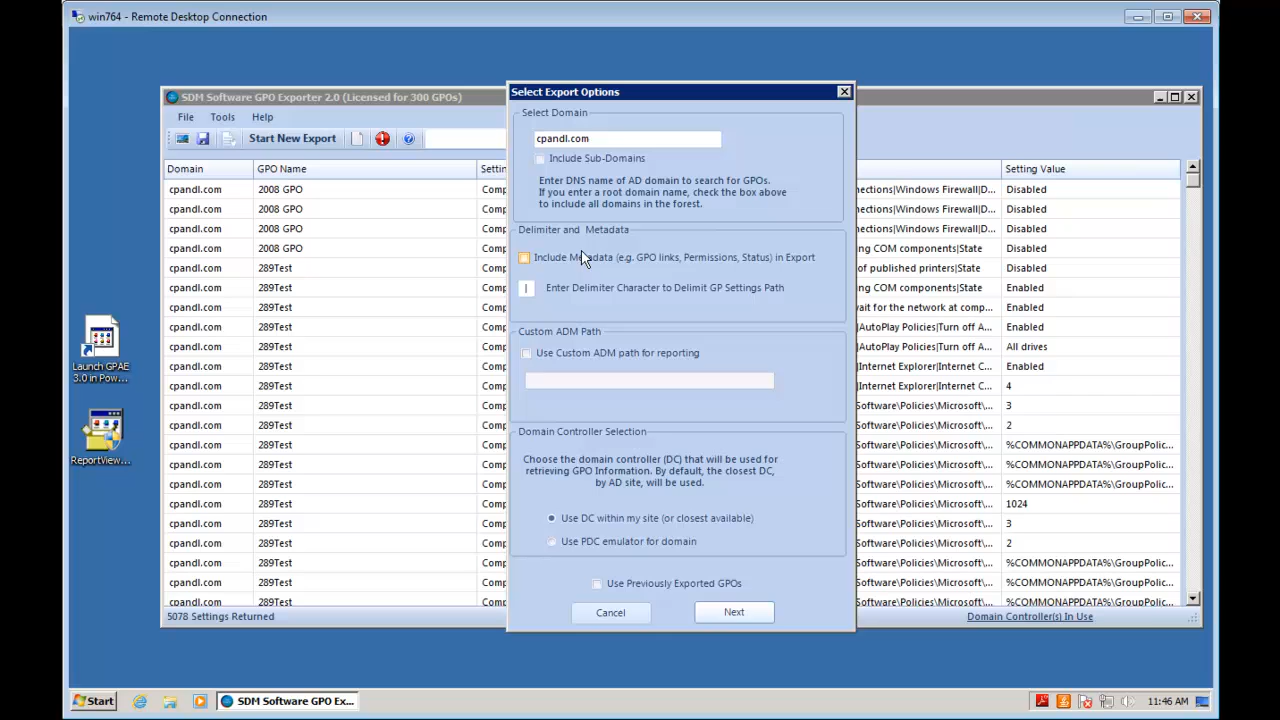 win764 - Remote Desktop Connection
SDM Software GPO Exporter 2.0 (Licensed for 300 GPOs)
File Tools Help
Start New Export
Domain GPO Name Setting Value
cpandl.com 2008 GPO Comp nections|Windows Firewall|D... Disabled
cpandl.com 2008 GPO Comp nections|Windows Firewall|D... Disabled
cpandl.com 2008 GPO Comp nections|Windows Firewall|D... Disabled
cpandl.com 2008 GPO Comp ng COM components|State Disabled
cpandl.com 289Test Comp of published printers|State Disabled
cpandl.com 289Test Comp ng COM components|State Enabled
cpandl.com 289Test Comp wait for the network at comp... Enabled
cpandl.com 289Test Comp |AutoPlay Policies|Turn off A... Enabled
cpandl.com 289Test Comp |AutoPlay Policies|Turn off A... All drives
cpandl.com 289Test Comp |Internet Explorer|Internet C... Enabled
cpandl.com 289Test Comp |Internet Explorer|Internet C... 4
cpandl.com 289Test Comp Software\Policies\Microsoft\... 3
cpandl.com 289Test Comp Software\Policies\Microsoft\... 2
cpandl.com 289Test Comp Software\Policies\Microsoft\... %COMMONAPPDATA%\GroupPolic...
cpandl.com 289Test Comp Software\Policies\Microsoft\... %COMMONAPPDATA%\GroupPolic...
cpandl.com 289Test Comp Software\Policies\Microsoft\... %COMMONAPPDATA%\GroupPolic...
cpandl.com 289Test Comp Software\Policies\Microsoft\... 1024
cpandl.com 289Test Comp Software\Policies\Microsoft\... 3
cpandl.com 289Test Comp Software\Policies\Microsoft\... 2
cpandl.com 289Test Comp Software\Policies\Microsoft\... %COMMONAPPDATA%\GroupPolic...
cpandl.com 289Test Comp Software\Policies\Microsoft\... %COMMONAPPDATA%\GroupPolic...
cpandl.com 289Test Comp Software\Policies\Microsoft\... %COMMONAPPDATA%\GroupPolic...
5078 Settings Returned Domain Controller(s) In Use
Select Export Options
Select Domain
cpandl.com
Include Sub-Domains
Enter DNS name of AD domain to search for GPOs.
If you enter a root domain name, check the box above
to include all domains in the forest.
Delimiter and Metadata
Include Metadata (e.g. GPO links, Permissions, Status) in Export
| Enter Delimiter Character to Delimit GP Settings Path
Custom ADM Path
Use Custom ADM path for reporting
Domain Controller Selection
Choose the domain controller (DC) that will be used for
retrieving GPO Information. By default, the closest DC,
by AD site, will be used.
Use DC within my site (or closest available)
Use PDC emulator for domain
Use Previously Exported GPOs
Cancel Next
Launch GPAE
3.0 in Pow...
ReportView...
Start SDM Software GPO Ex... 11:46 AM